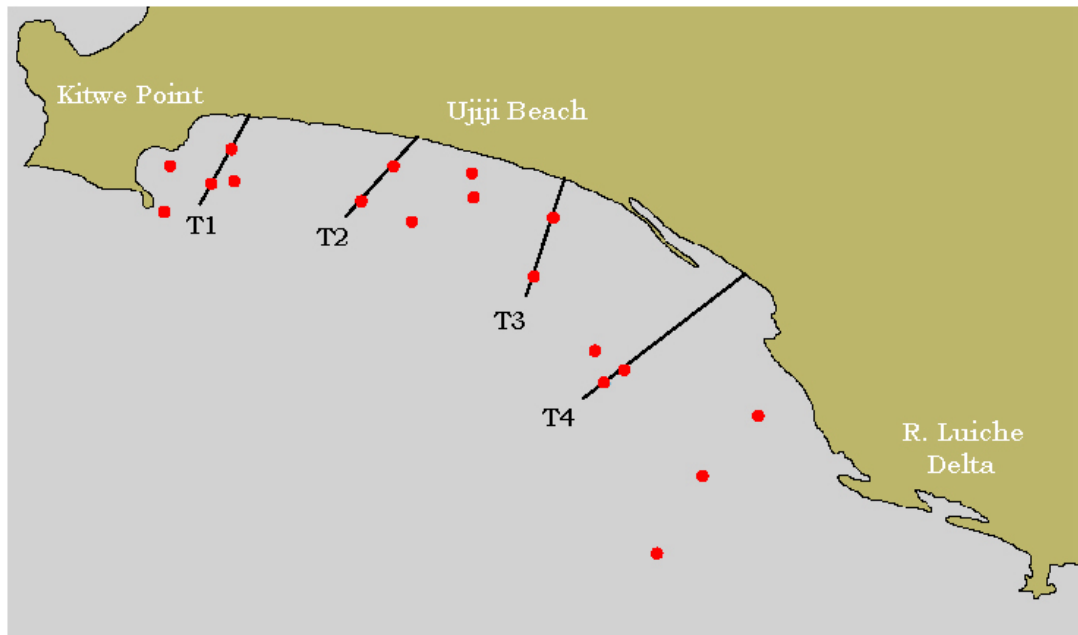 Kitwe Point
Ujiji Beach
T1
T2
T3
T4
R. Luiche
Delta